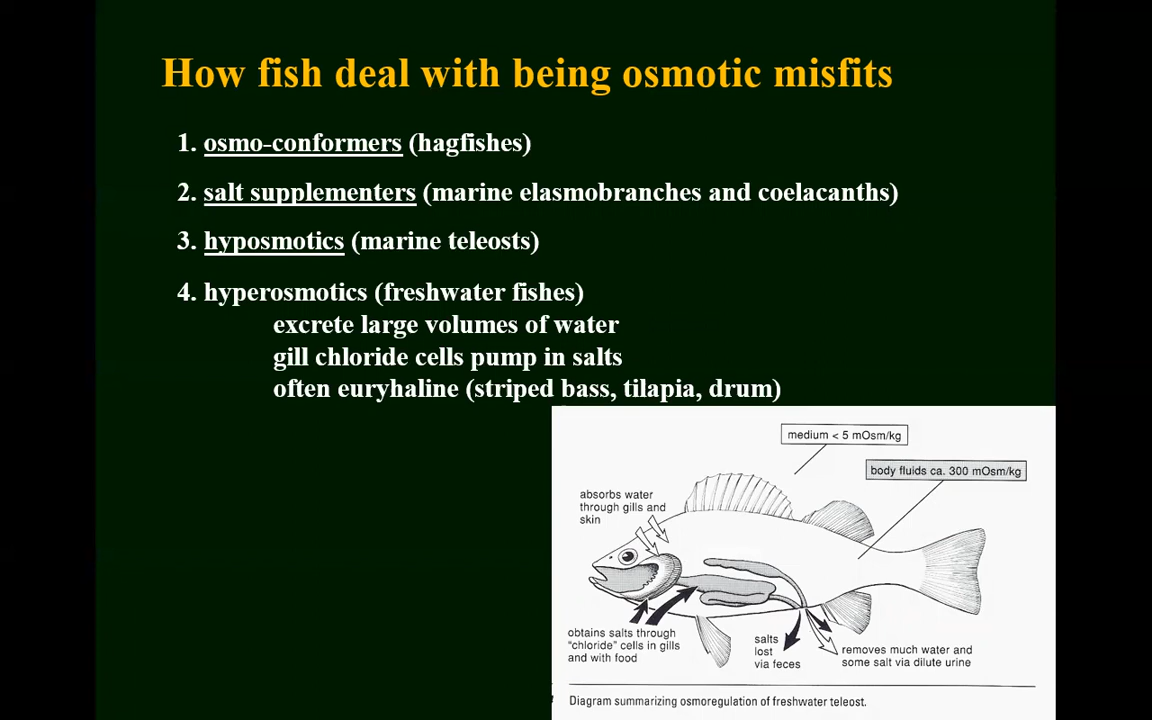 How fish deal with being osmotic misfits
1. osmo-conformers (hagfishes)
2. salt supplementers (marine elasmobranches and coelacanths)
3. hyposmotics (marine teleosts)
4. hyperosmotics (freshwater fishes)
excrete large volumes of water
gill chloride cells pump in salts
often euryhaline (striped bass, tilapia, drum)
medium < 5 mOsm/kg
body fluids ca. 300 mOsm/kg
absorbs water
through gills and
skin
obtains salts through
"chloride" cells in gills
and with food
salts
lost
via feces
removes much water and
some salt via dilute urine
Diagram summarizing osmoregulation of freshwater teleost.